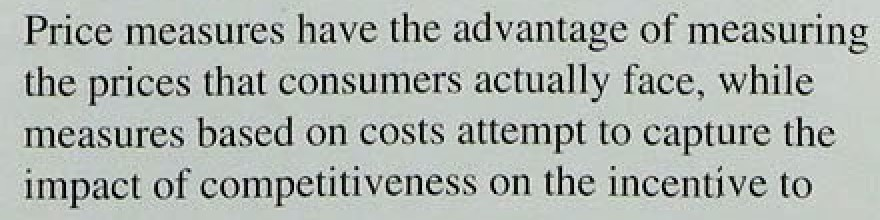 Price measures have the advantage of measuring
the prices that consumers actually face, while
measures based on costs attempt to capture the
impact of competitiveness on the incentive to